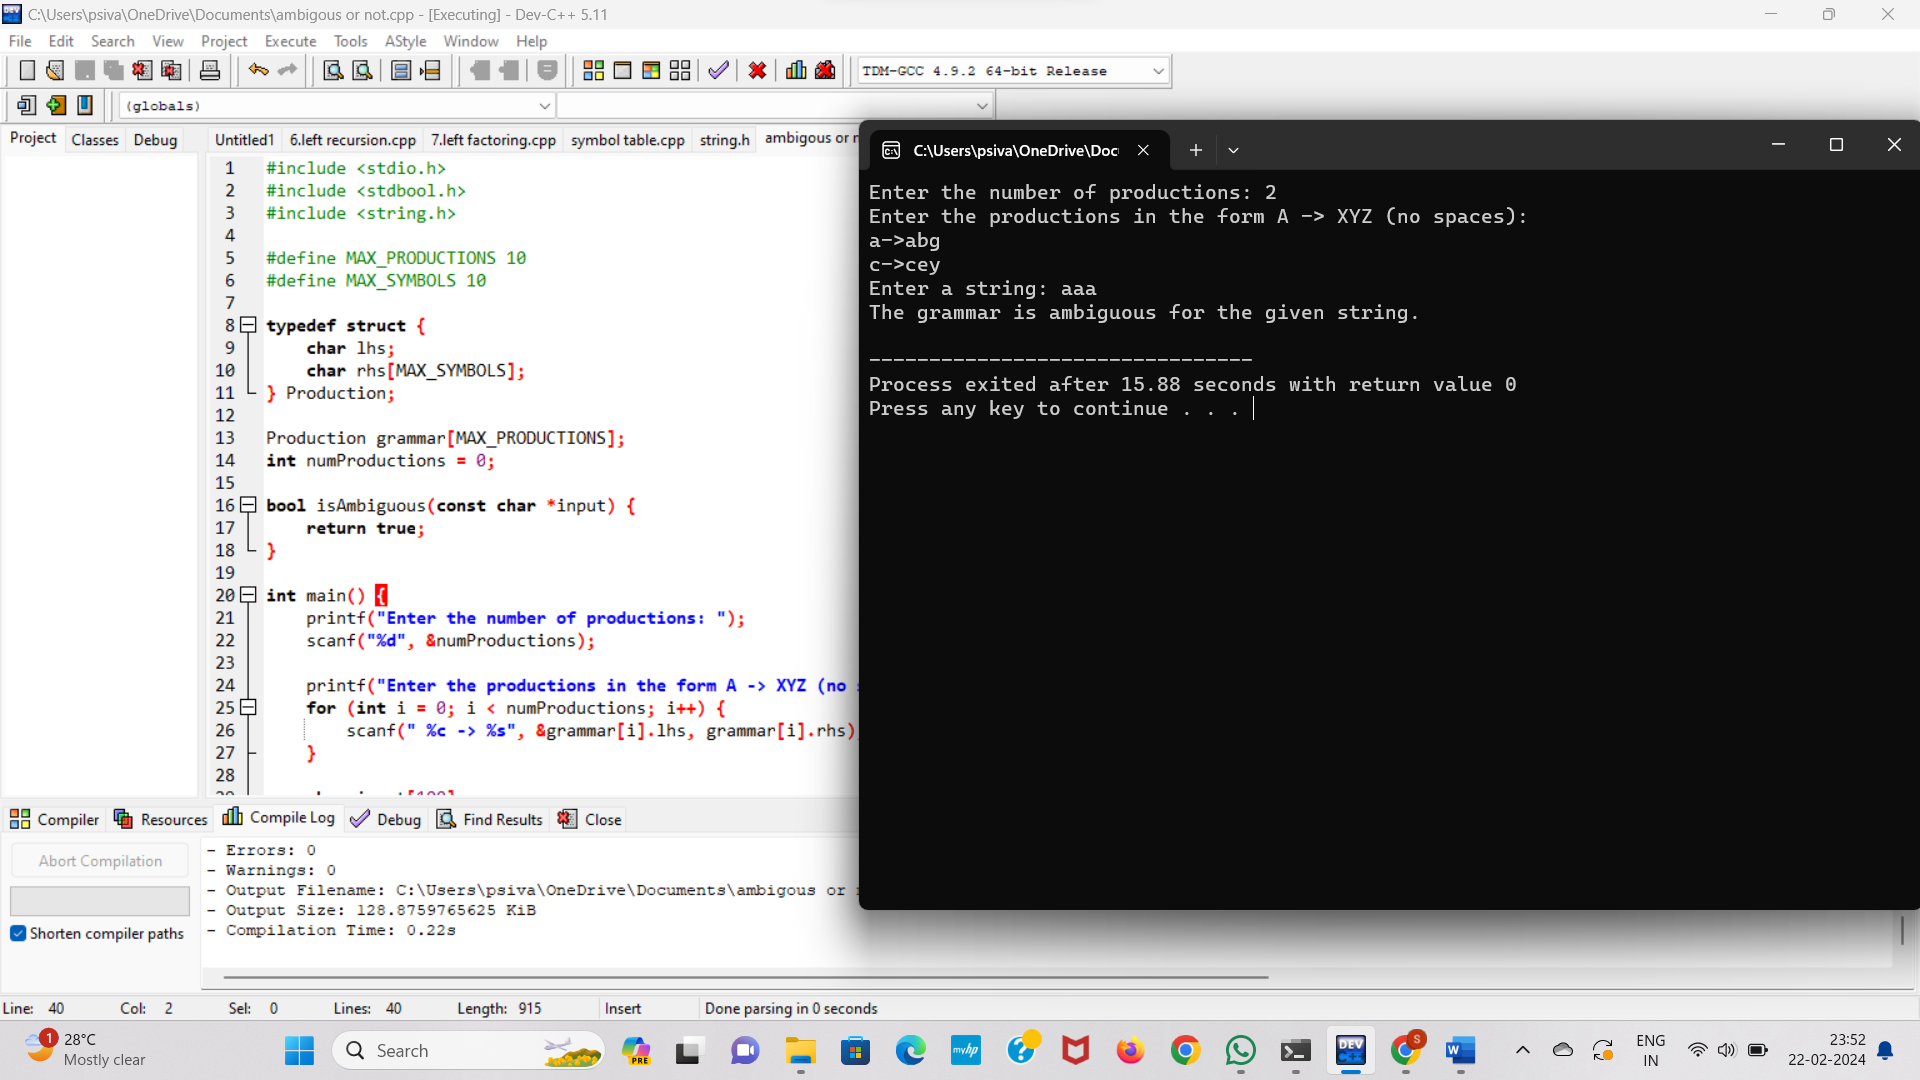 C:\Users\psiva\OneDrive\Documents\ambigous or not.cpp - [Executing] - Dev-C++ 5.11
File Edit Search View Project Execute Tools AStyle Window Help
TDM-GCC 4.9.2 64-bit Release
(globals)
Project Classes Debug
Untitled1 6.left recursion.cpp 7.left factoring.cpp symbol table.cpp string.h ambigous or n
1 #include <stdio.h>
2 #include <stdbool.h>
3 #include <string.h>
4
5 #define MAX_PRODUCTIONS 10
6 #define MAX_SYMBOLS 10
7
8 typedef struct {
9 char lhs;
10 char rhs[MAX_SYMBOLS];
11 } Production;
12
13 Production grammar[MAX_PRODUCTIONS];
14 int numProductions = 0;
15
16 bool isAmbiguous(const char *input) {
17 return true;
18 }
19
20 int main() {
21 printf("Enter the number of productions: ");
22 scanf("%d", &numProductions);
23
24 printf("Enter the productions in the form A -> XYZ (no
25 for (int i = 0; i < numProductions; i++) {
26 scanf(" %c -> %s", &grammar[i].lhs, grammar[i].rhs)
27 }
28
C:\Users\psiva\OneDrive\Doc
Enter the number of productions: 2
Enter the productions in the form A -> XYZ (no spaces):
a->abg
c->cey
Enter a string: aaa
The grammar is ambiguous for the given string.
--------------------------------
Process exited after 15.88 seconds with return value 0
Press any key to continue . . .
Compiler Resources Compile Log Debug Find Results Close
Abort Compilation
Shorten compiler paths
- Errors: 0
- Warnings: 0
- Output Filename: C:\Users\psiva\OneDrive\Documents\ambigous or
- Output Size: 128.8759765625 KiB
- Compilation Time: 0.22s
Line: 40 Col: 2 Sel: 0 Lines: 40 Length: 915 Insert Done parsing in 0 seconds
1
28°C
Mostly clear
Search
PRE
myhp
DEV
C++
S
W
ENG
IN
23:52
22-02-2024